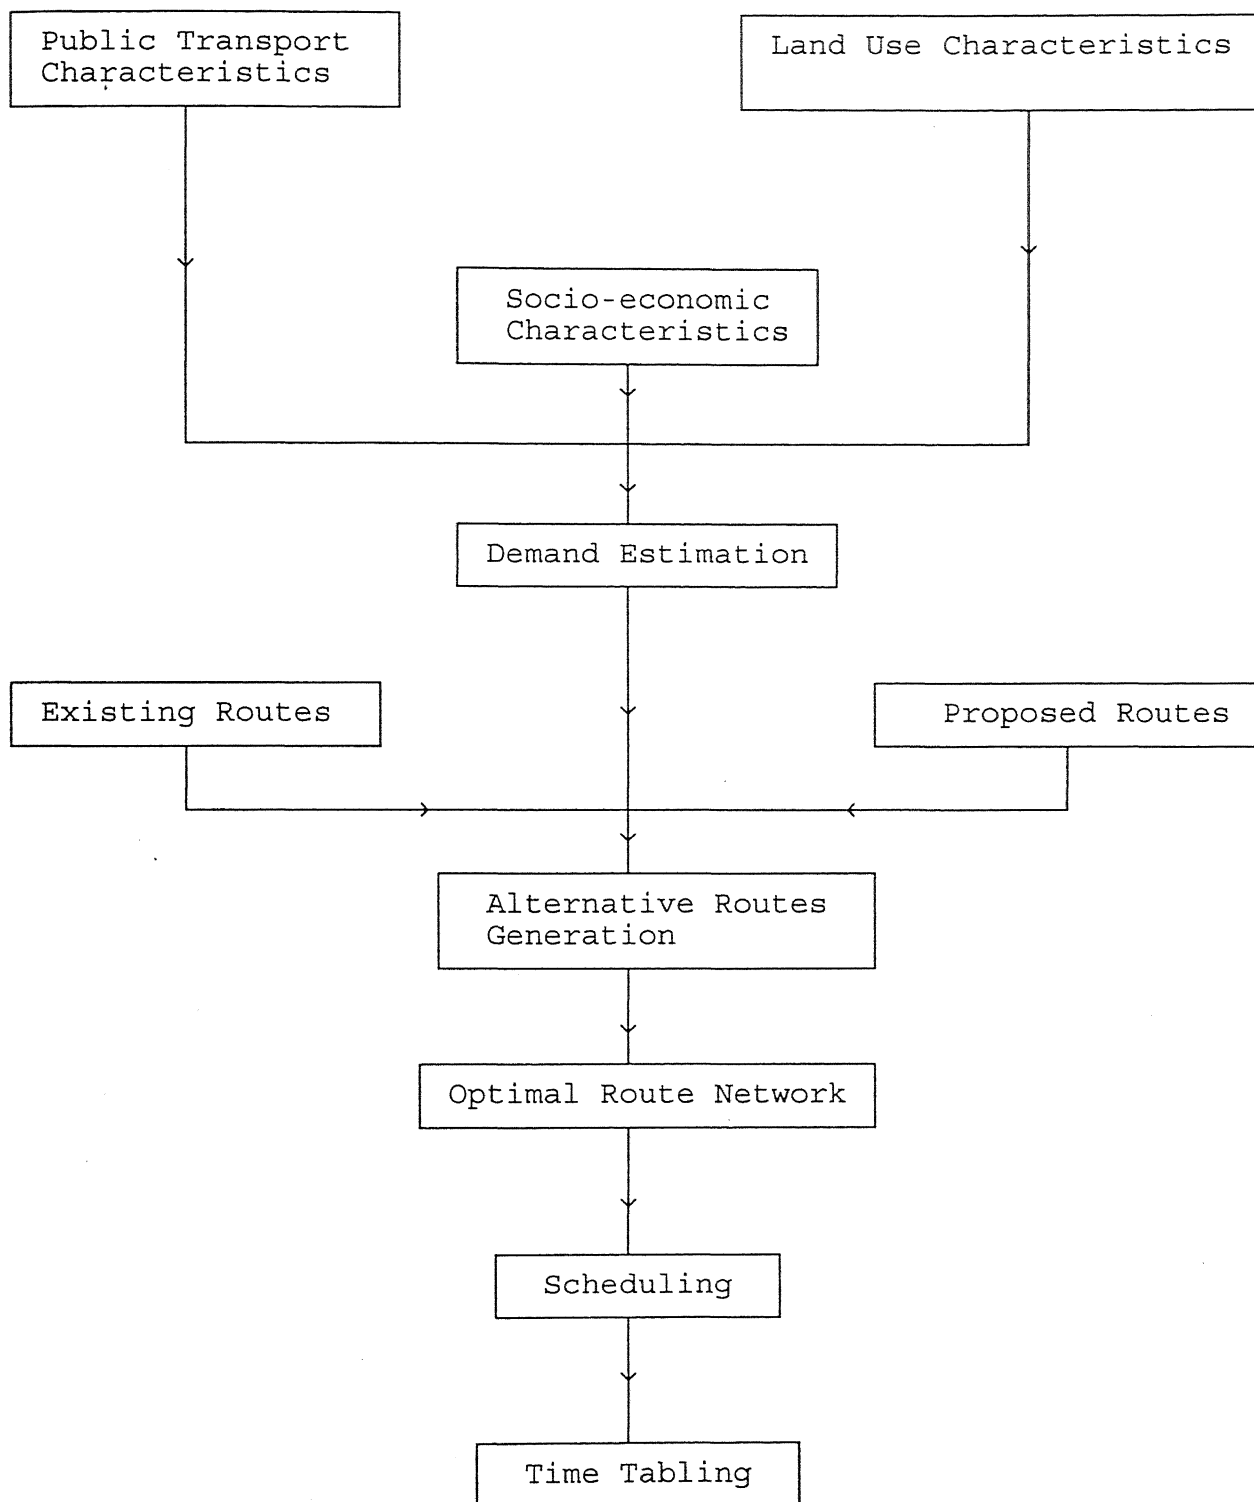 Public Transport
Characteristics
Land Use Characteristics
Socio-economic
Characteristics
Demand Estimation
Existing Routes
Proposed Routes
Alternative Routes
Generation
Optimal Route Network
Scheduling
Time Tabling